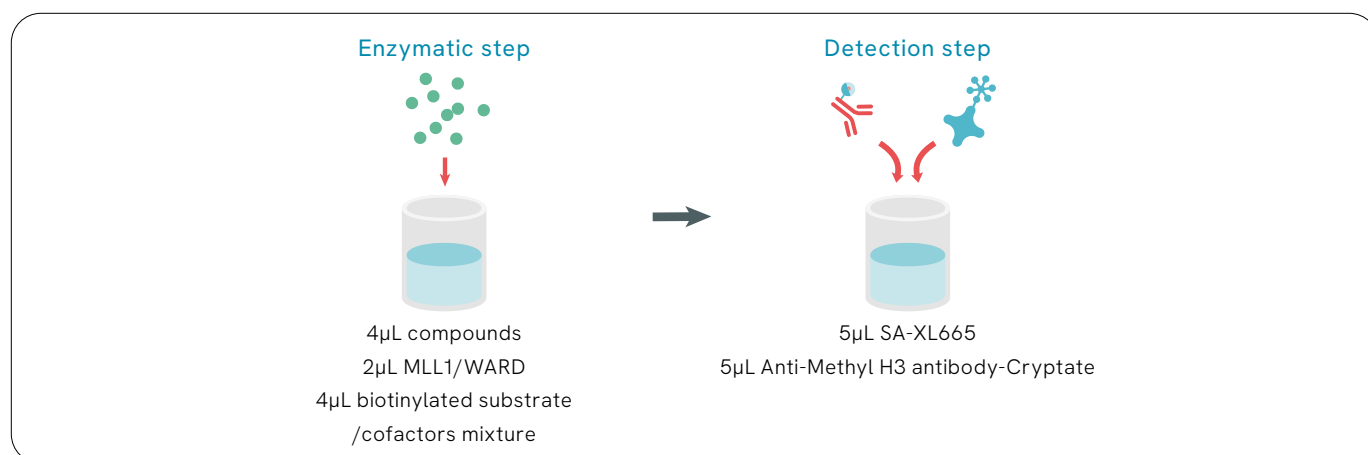 Enzymatic step
Detection step
4µL compounds
2µL MLL1/WARD
4µL biotinylated substrate
/cofactors mixture
5µL SA-XL665
5µL Anti-Methyl H3 antibody-Cryptate